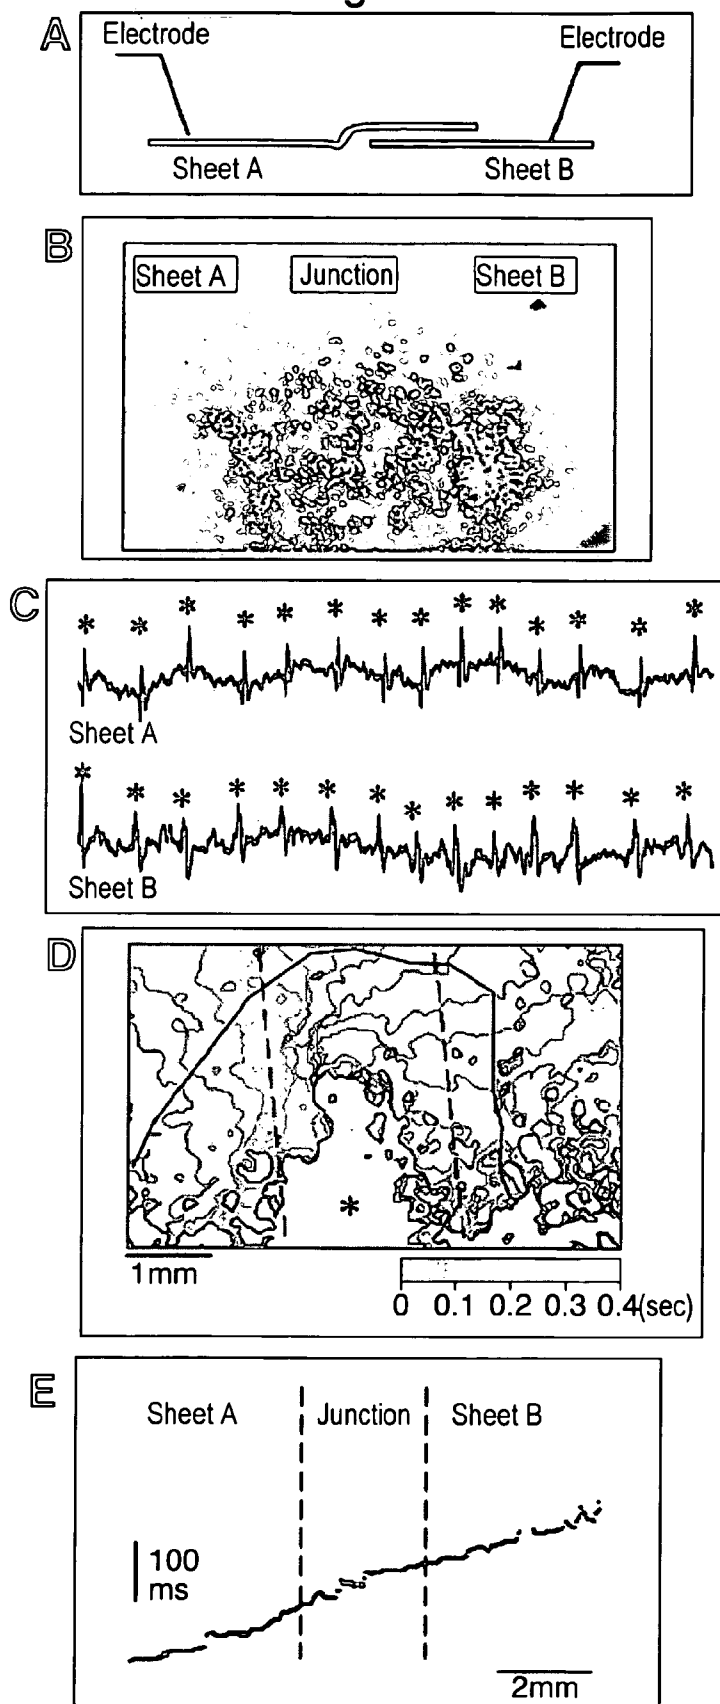 A
Electrode
Electrode
Sheet A
Sheet B
B
Sheet A
Junction
Sheet B
C
* * * * * * * * * * * * * *
Sheet A
* * * * * * * * * * * * * *
Sheet B
D
*
1mm
0 0.1 0.2 0.3 0.4(sec)
E
Sheet A
Junction
Sheet B
100
ms
2mm